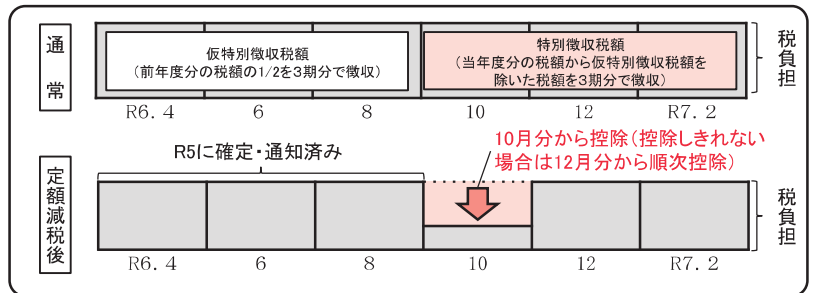 通常
仮特別徴収税額
(前年度分の税額の1/2を3期分で徴収)
特別徴収税額
(当年度分の税額から仮特別徴収税額を
除いた税額を3期分で徴収)
税負担
R6.4 6 8 10 12 R7.2
R5に確定・通知済み
10月分から控除(控除しきれない
場合は12月分から順次控除)
定額減税後
税負担
R6.4 6 8 10 12 R7.2